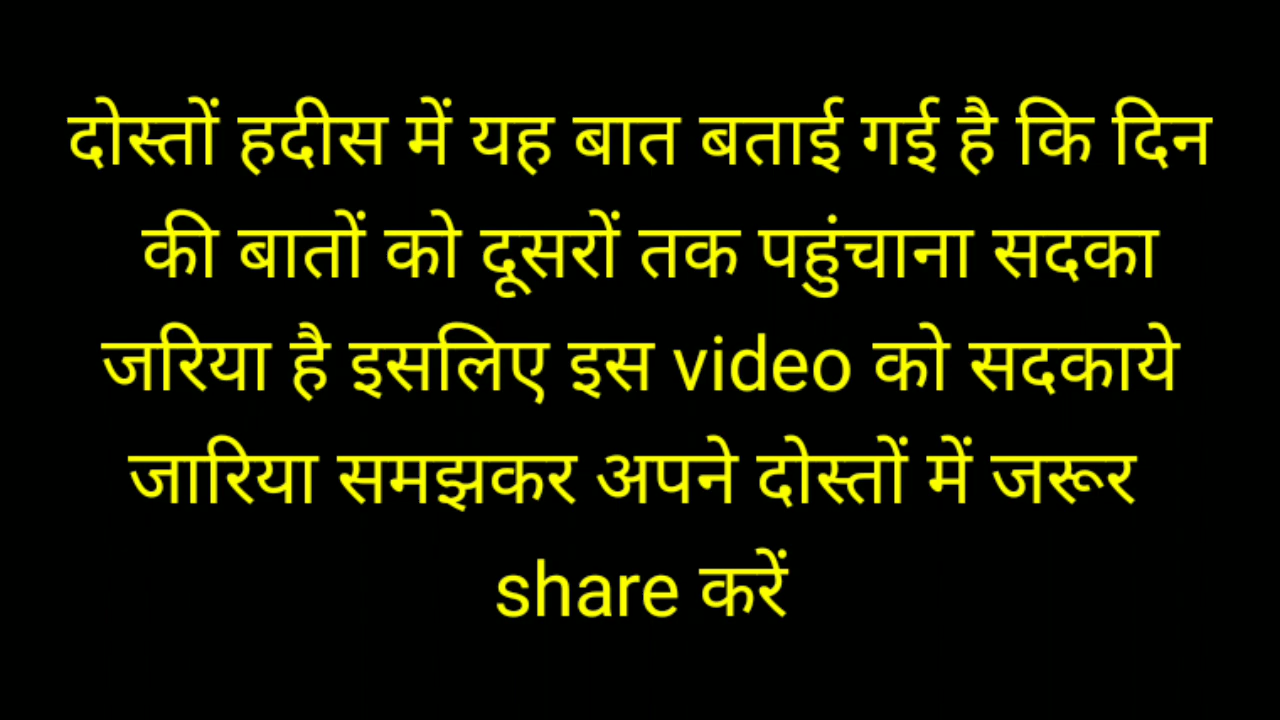 दोस्तों हदीस में यह बात बताई गई है कि दिन
की बातों को दूसरों तक पहुंचाना सदका
जरिया है इसलिए इस video को सदकाये
जारिया समझकर अपने दोस्तों में जरूर
share करें